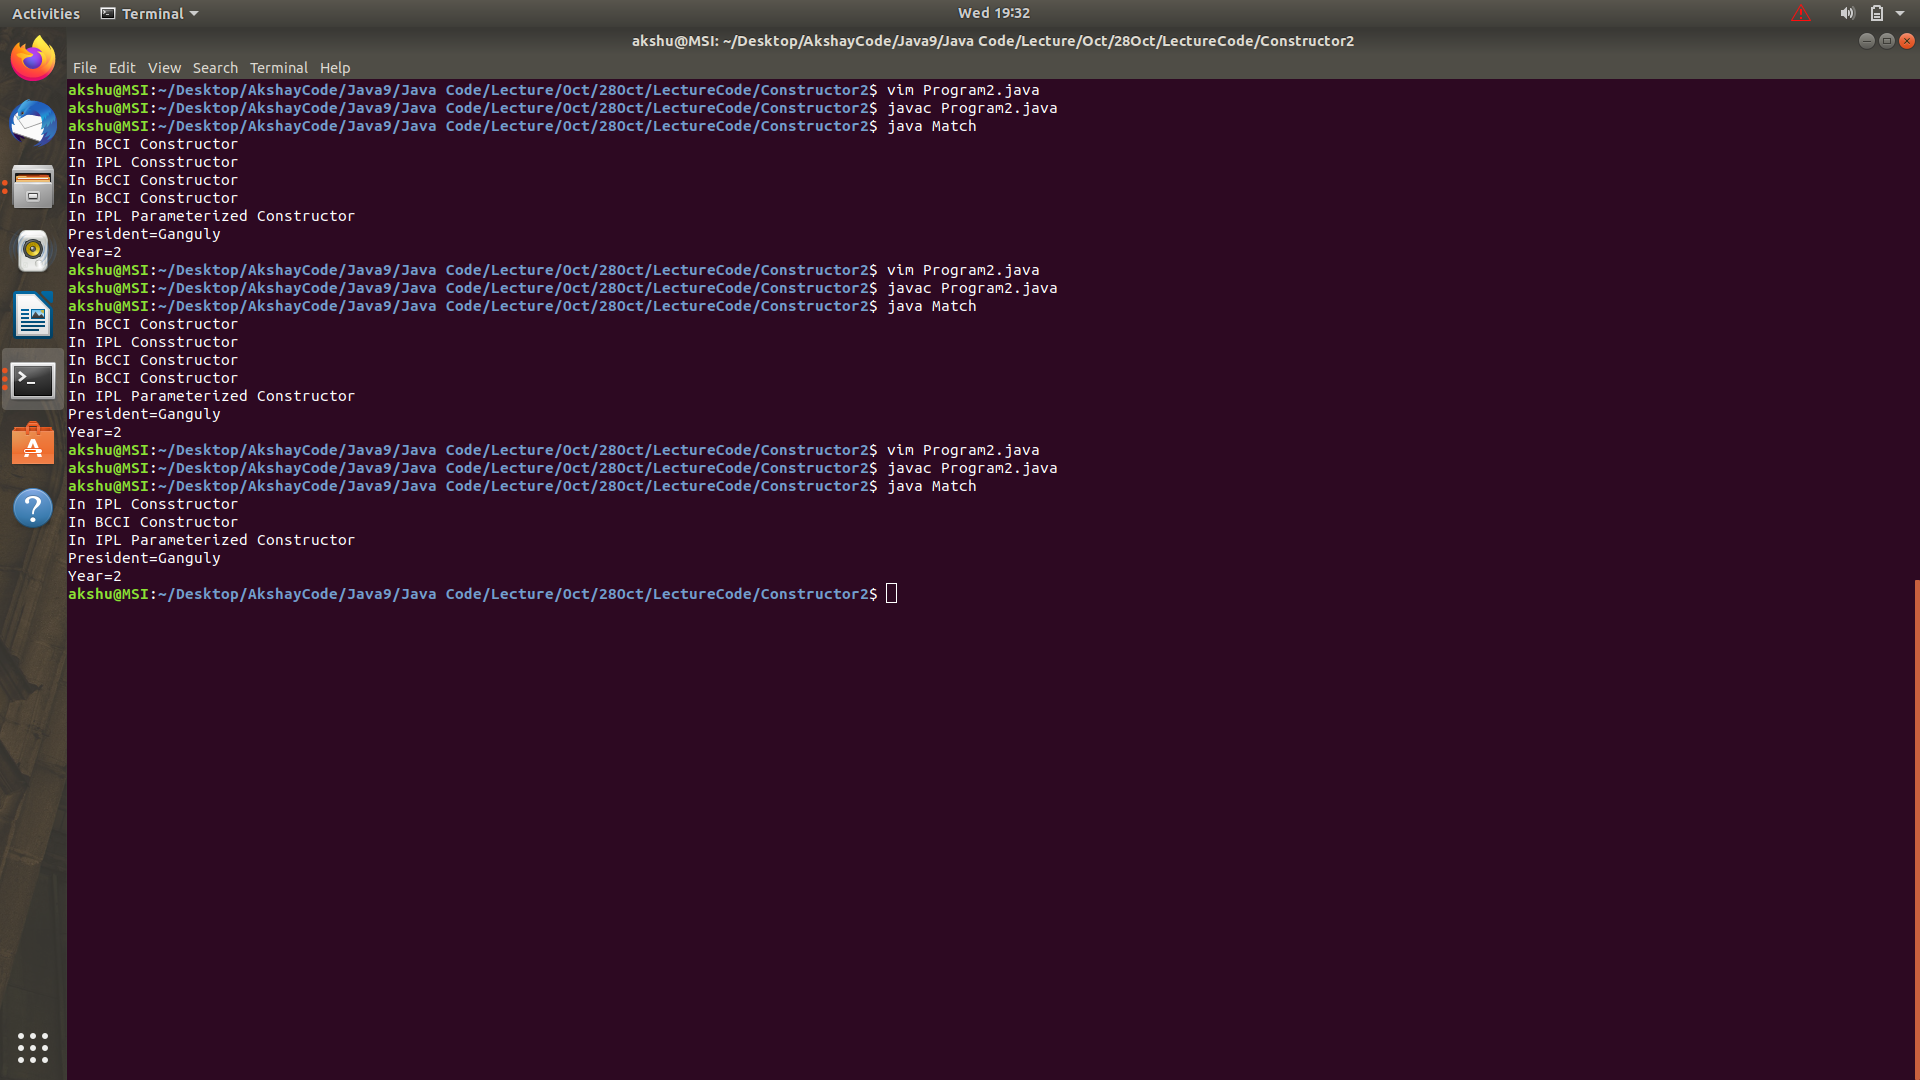 Activities Terminal Wed 19:32
akshu@MSI: ~/Desktop/AkshayCode/Java9/Java Code/Lecture/Oct/28Oct/LectureCode/Constructor2
File Edit View Search Terminal Help
akshu@MSI:~/Desktop/AkshayCode/Java9/Java Code/Lecture/Oct/28Oct/LectureCode/Constructor2$ vim Program2.java
akshu@MSI:~/Desktop/AkshayCode/Java9/Java Code/Lecture/Oct/28Oct/LectureCode/Constructor2$ javac Program2.java
akshu@MSI:~/Desktop/AkshayCode/Java9/Java Code/Lecture/Oct/28Oct/LectureCode/Constructor2$ java Match
In BCCI Constructor
In IPL Consstructor
In BCCI Constructor
In BCCI Constructor
In IPL Parameterized Constructor
President=Ganguly
Year=2
akshu@MSI:~/Desktop/AkshayCode/Java9/Java Code/Lecture/Oct/28Oct/LectureCode/Constructor2$ vim Program2.java
akshu@MSI:~/Desktop/AkshayCode/Java9/Java Code/Lecture/Oct/28Oct/LectureCode/Constructor2$ javac Program2.java
akshu@MSI:~/Desktop/AkshayCode/Java9/Java Code/Lecture/Oct/28Oct/LectureCode/Constructor2$ java Match
In BCCI Constructor
In IPL Consstructor
In BCCI Constructor
In BCCI Constructor
In IPL Parameterized Constructor
President=Ganguly
Year=2
akshu@MSI:~/Desktop/AkshayCode/Java9/Java Code/Lecture/Oct/28Oct/LectureCode/Constructor2$ vim Program2.java
akshu@MSI:~/Desktop/AkshayCode/Java9/Java Code/Lecture/Oct/28Oct/LectureCode/Constructor2$ javac Program2.java
akshu@MSI:~/Desktop/AkshayCode/Java9/Java Code/Lecture/Oct/28Oct/LectureCode/Constructor2$ java Match
In IPL Consstructor
In BCCI Constructor
In IPL Parameterized Constructor
President=Ganguly
Year=2
akshu@MSI:~/Desktop/AkshayCode/Java9/Java Code/Lecture/Oct/28Oct/LectureCode/Constructor2$